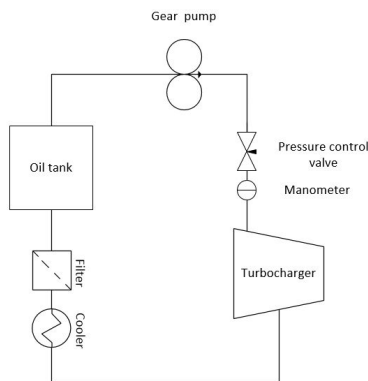 Gear pump
Pressure control
valve
Oil tank
Manometer
Filter
Turbocharger
Cooler